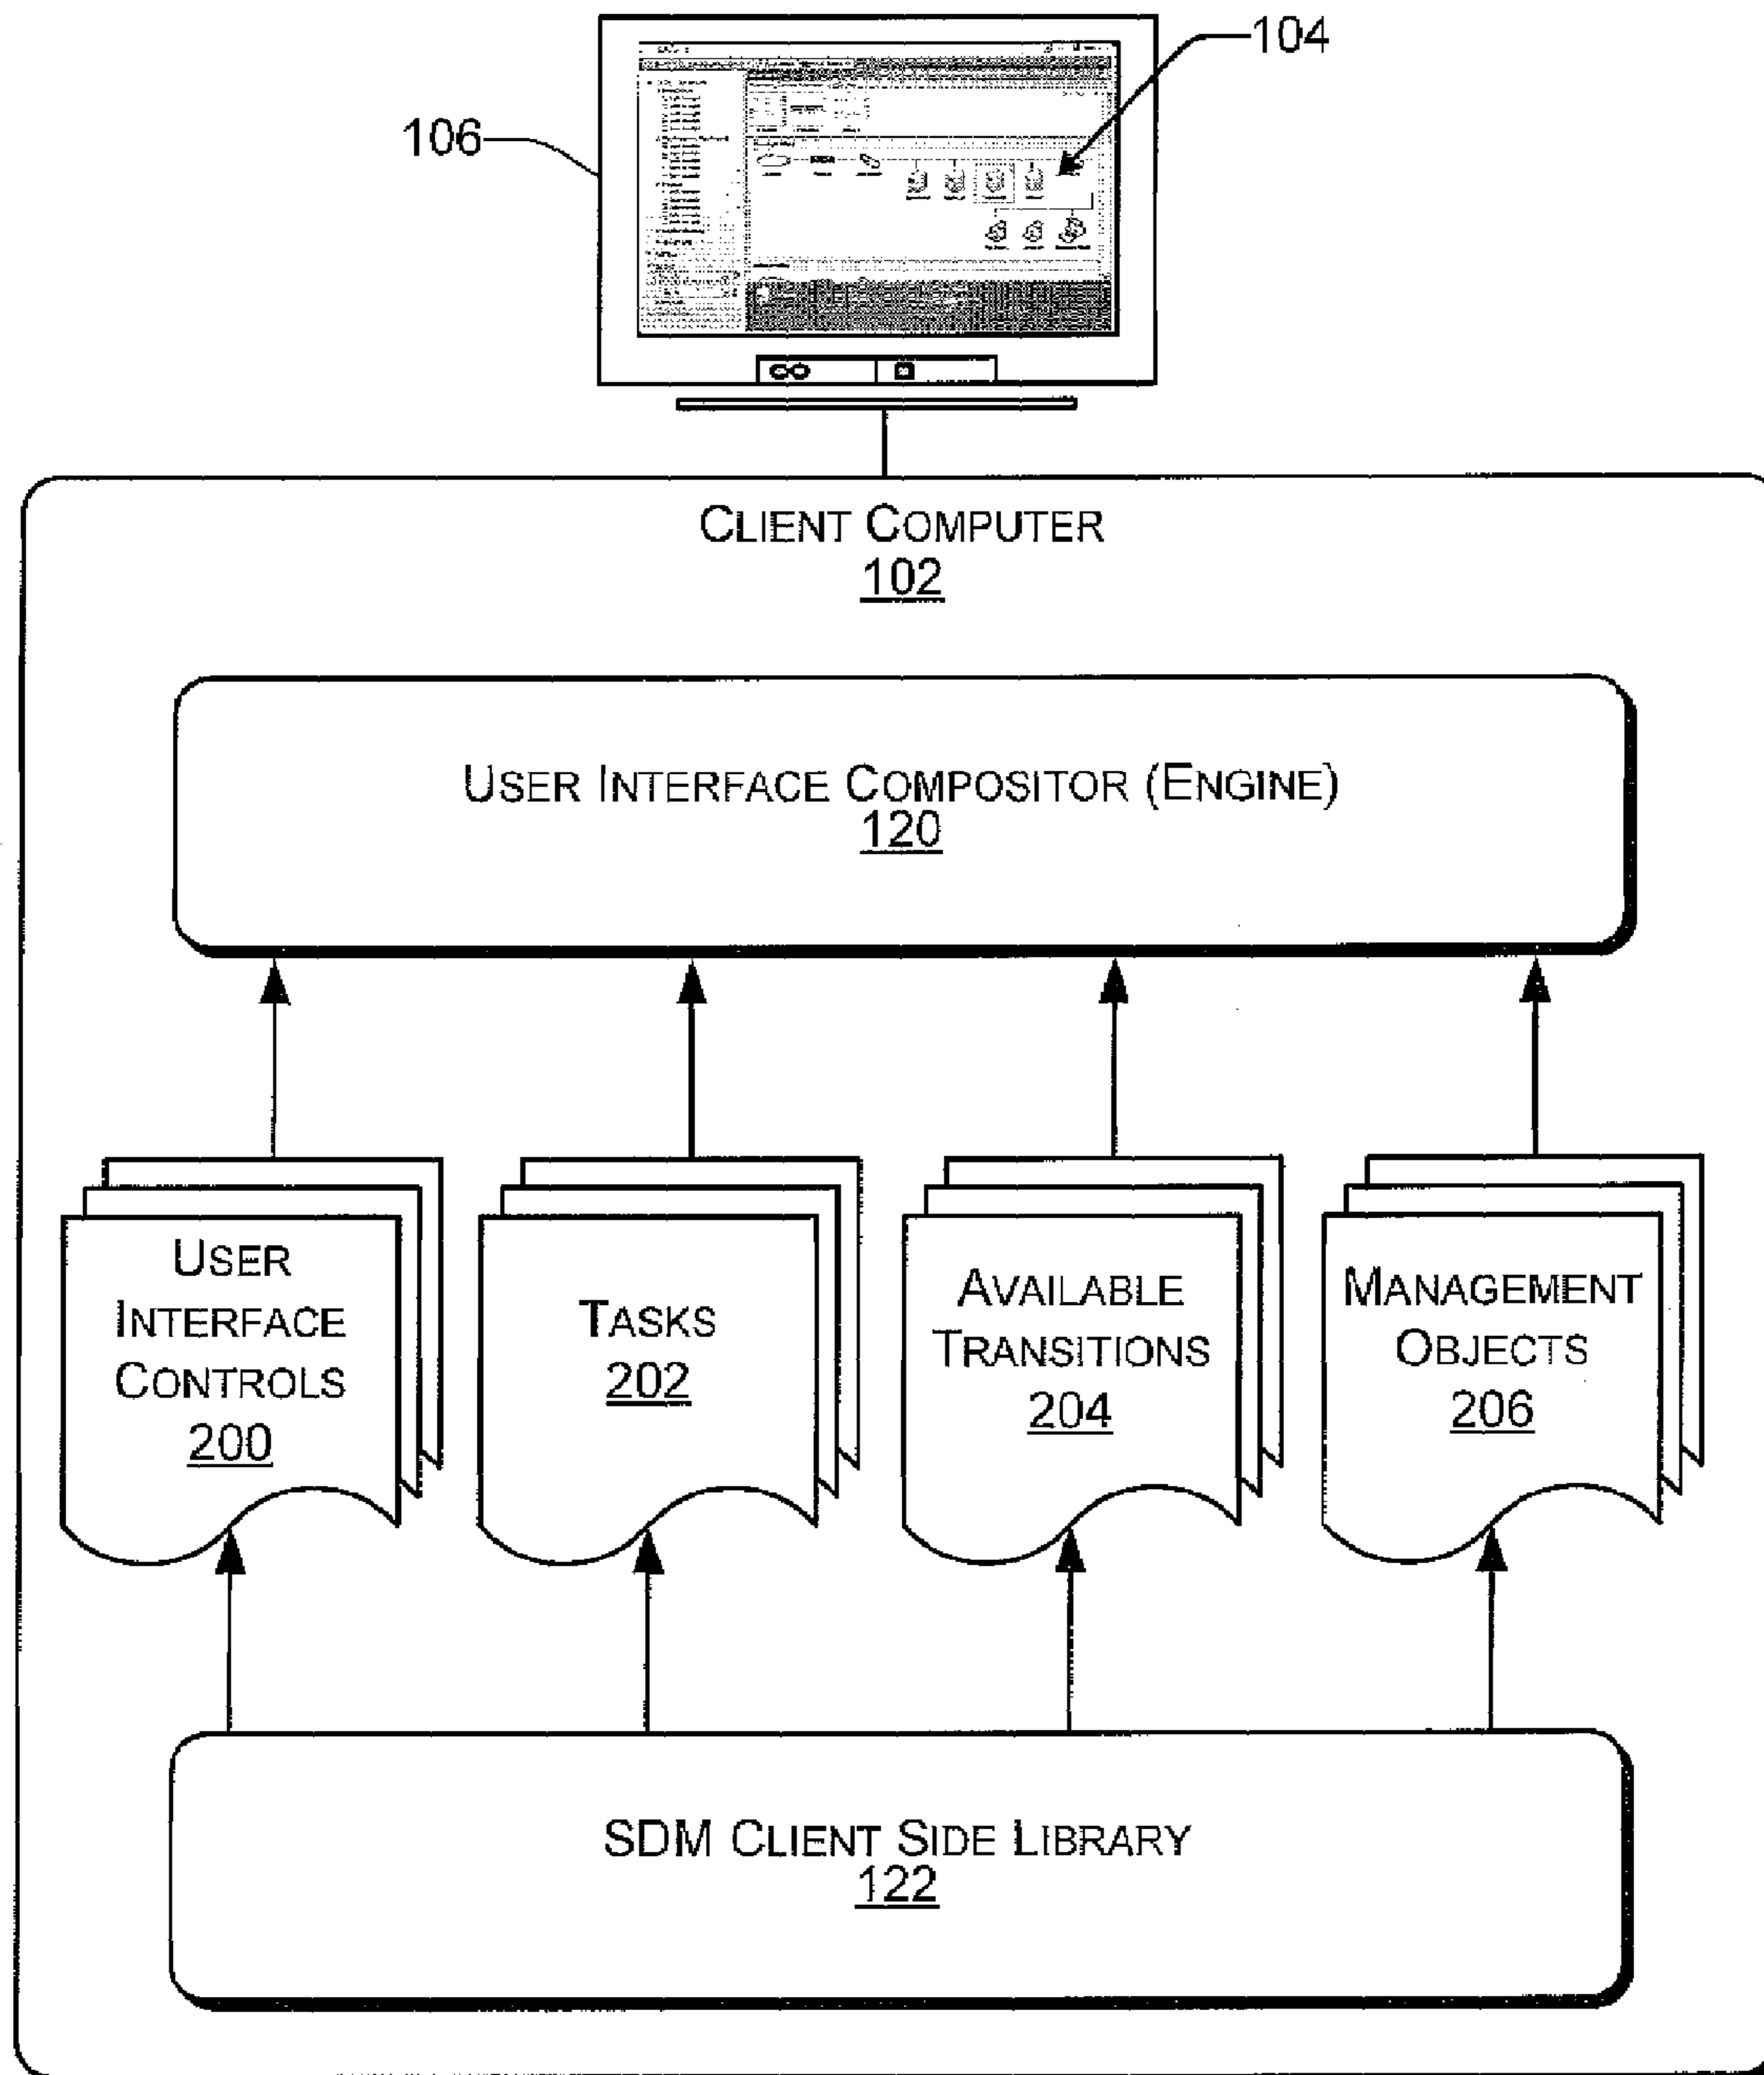 104
106
CLIENT COMPUTER
102
USER INTERFACE COMPOSITOR (ENGINE)
120
USER
INTERFACE
CONTROLS
200
TASKS
202
AVAILABLE
TRANSITIONS
204
MANAGEMENT
OBJECTS
206
SDM CLIENT SIDE LIBRARY
122